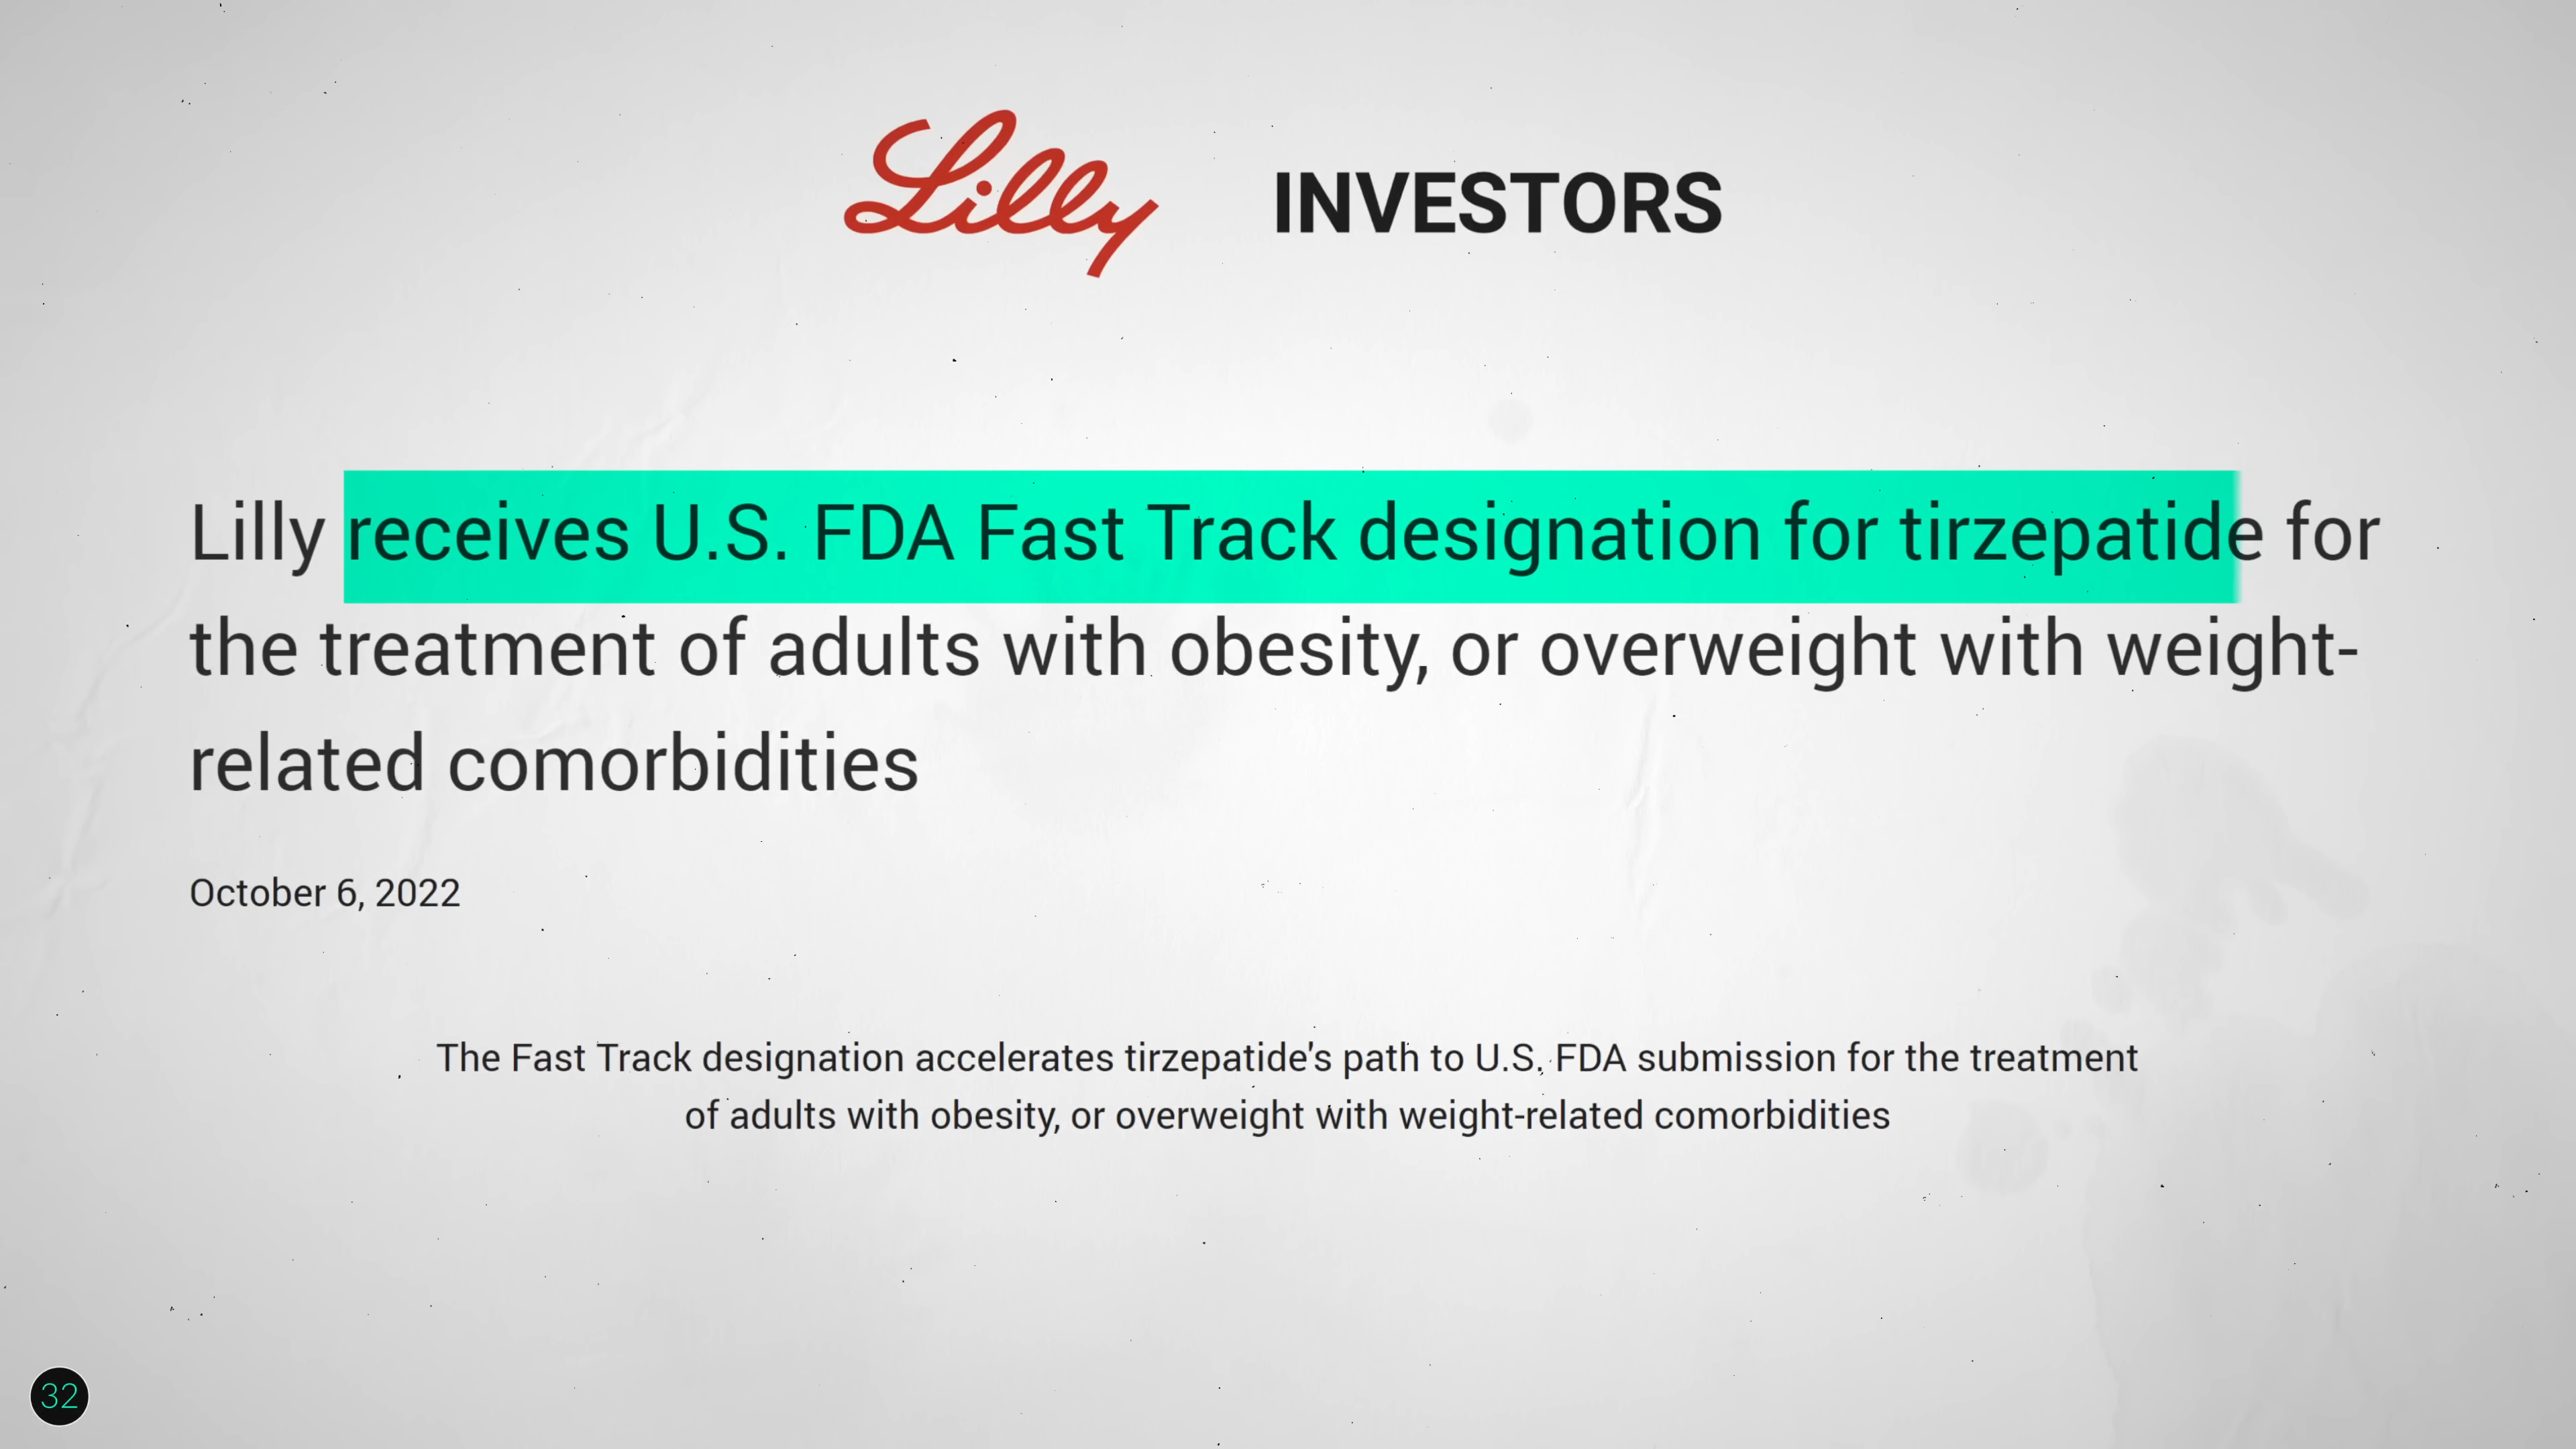 Lilly INVESTORS
Lilly receives U.S. FDA Fast Track designation for tirzepatide for
the treatment of adults with obesity, or overweight with weight-
related comorbidities
October 6, 2022
The Fast Track designation accelerates tirzepatide's path to U.S. FDA submission for the treatment
of adults with obesity, or overweight with weight-related comorbidities
32